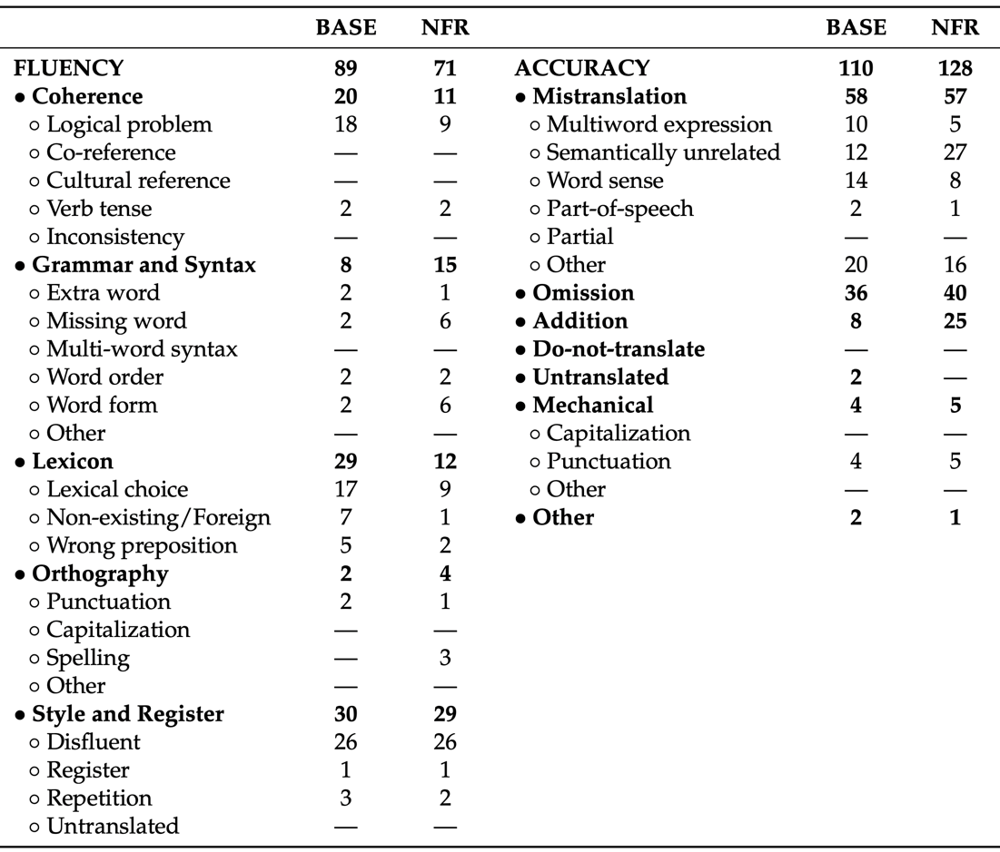 BASE NFR BASE NFR
FLUENCY 89 71 ACCURACY 110 128
• Coherence 20 11 • Mistranslation 58 57
○ Logical problem 18 9 ○ Multiword expression 10 5
○ Co-reference — — ○ Semantically unrelated 12 27
○ Cultural reference — — ○ Word sense 14 8
○ Verb tense 2 2 ○ Part-of-speech 2 1
○ Inconsistency — — ○ Partial — —
• Grammar and Syntax 8 15 ○ Other 20 16
○ Extra word 2 1 • Omission 36 40
○ Missing word 2 6 • Addition 8 25
○ Multi-word syntax — — • Do-not-translate — —
○ Word order 2 2 • Untranslated 2 —
○ Word form 2 6 • Mechanical 4 5
○ Other — — ○ Capitalization — —
• Lexicon 29 12 ○ Punctuation 4 5
○ Lexical choice 17 9 ○ Other — —
○ Non-existing/Foreign 7 1 • Other 2 1
○ Wrong preposition 5 2
• Orthography 2 4
○ Punctuation 2 1
○ Capitalization — —
○ Spelling — 3
○ Other — —
• Style and Register 30 29
○ Disfluent 26 26
○ Register 1 1
○ Repetition 3 2
○ Untranslated — —